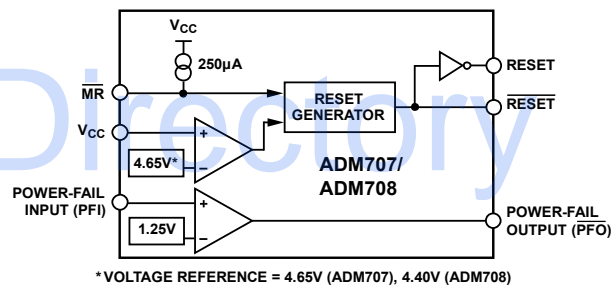 VCC
250µA
MR
VCC
4.65V*
+
–
RESET
GENERATOR
RESET
RESET
ADM707/
ADM708
POWER-FAIL
INPUT (PFI)
1.25V
+
–
POWER-FAIL
OUTPUT (PFO)
*VOLTAGE REFERENCE = 4.65V (ADM707), 4.40V (ADM708)
Directory